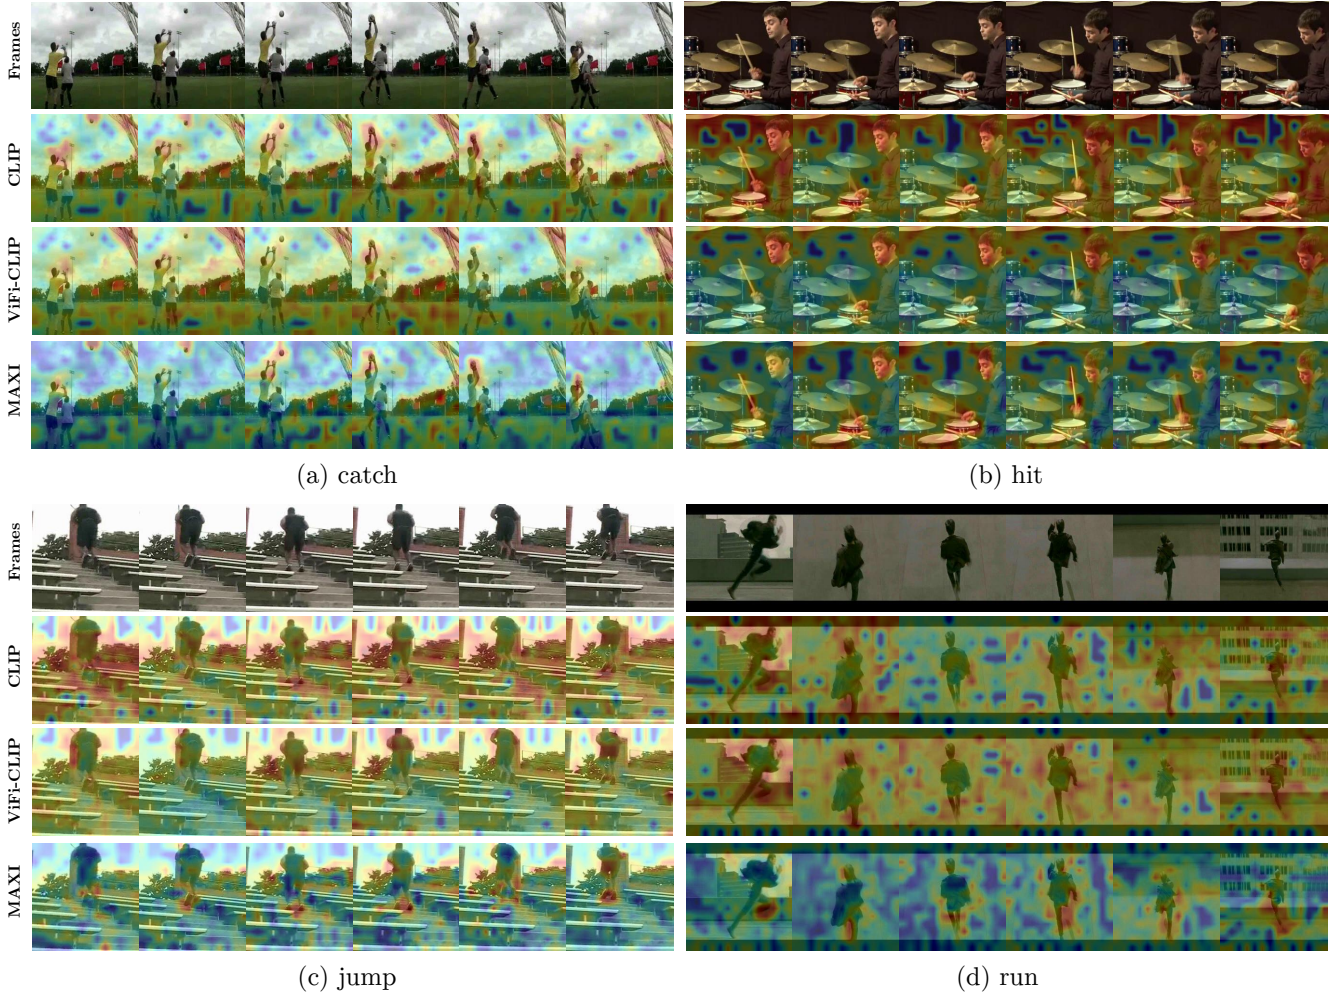 Frames
CLIP
ViFi-CLIP
MAXI
(a) catch
(b) hit
Frames
CLIP
ViFi-CLIP
MAXI
(c) jump
(d) run